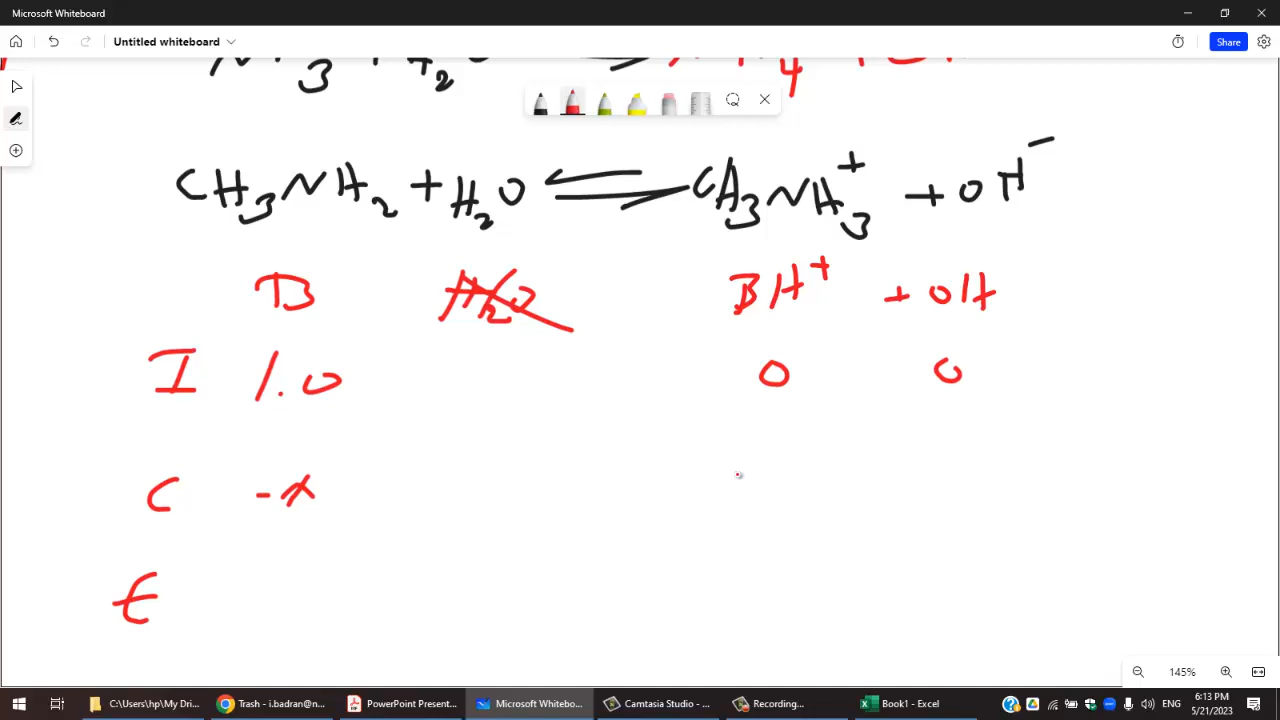 Microsoft Whiteboard
Untitled whiteboard
Share
CH3NH2 + H2O ⇌ CH3NH3+ + OH−
B H2O BH+ + OH
I 1.0 0 0
C -x
E
145%
C:\Users\hp\My Dri...
Trash - i.badran@n...
PowerPoint Present...
Microsoft Whitebo...
Camtasia Studio - ...
Recording...
Book1 - Excel
ENG
6:13 PM
5/21/2023